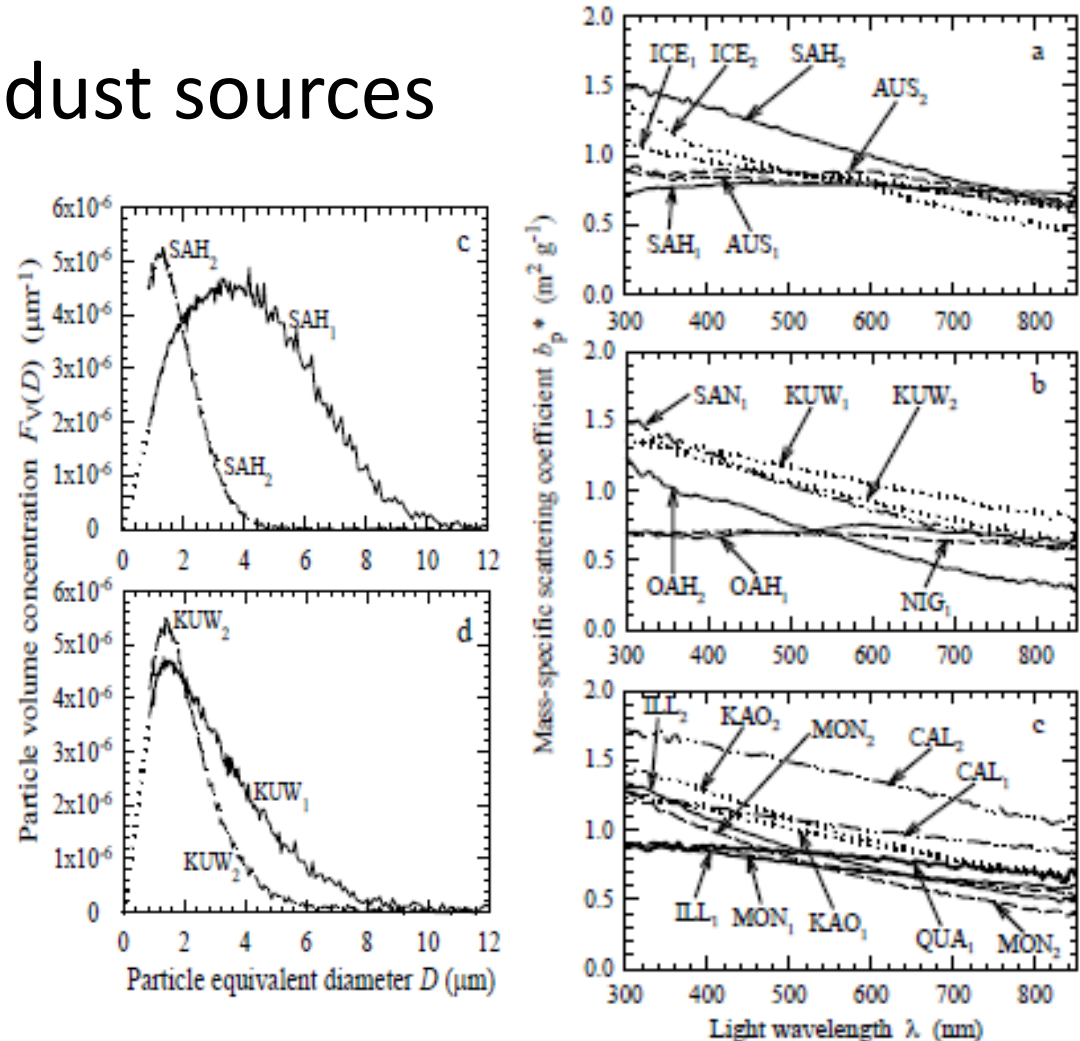 dust sources
Particle volume concentration F_V(D) (μm⁻¹)
6x10⁻⁶
5x10⁻⁶
4x10⁻⁶
3x10⁻⁶
2x10⁻⁶
1x10⁻⁶
0
c
SAH₂
SAH₁
SAH₂
0 2 4 6 8 10 12
6x10⁻⁶
5x10⁻⁶
4x10⁻⁶
3x10⁻⁶
2x10⁻⁶
1x10⁻⁶
0
d
KUW₂
KUW₁
KUW₂
0 2 4 6 8 10 12
Particle equivalent diameter D (μm)
Mass-specific scattering coefficient b_p* (m² g⁻¹)
2.0
1.5
1.0
0.5
0.0
a
ICE₁ ICE₂ SAH₂
AUS₂
SAH₁ AUS₁
300 400 500 600 700 800
2.0
1.5
1.0
0.5
0.0
b
SAN₁ KUW₁ KUW₂
OAH₂ OAH₁ NIG₁
300 400 500 600 700 800
2.0
1.5
1.0
0.5
0.0
c
ILL₂ KAO₂ MON₂ CAL₂
CAL₁
ILL₁ MON₁ KAO₁ QUA₁ MON₂
300 400 500 600 700 800
Light wavelength λ (nm)